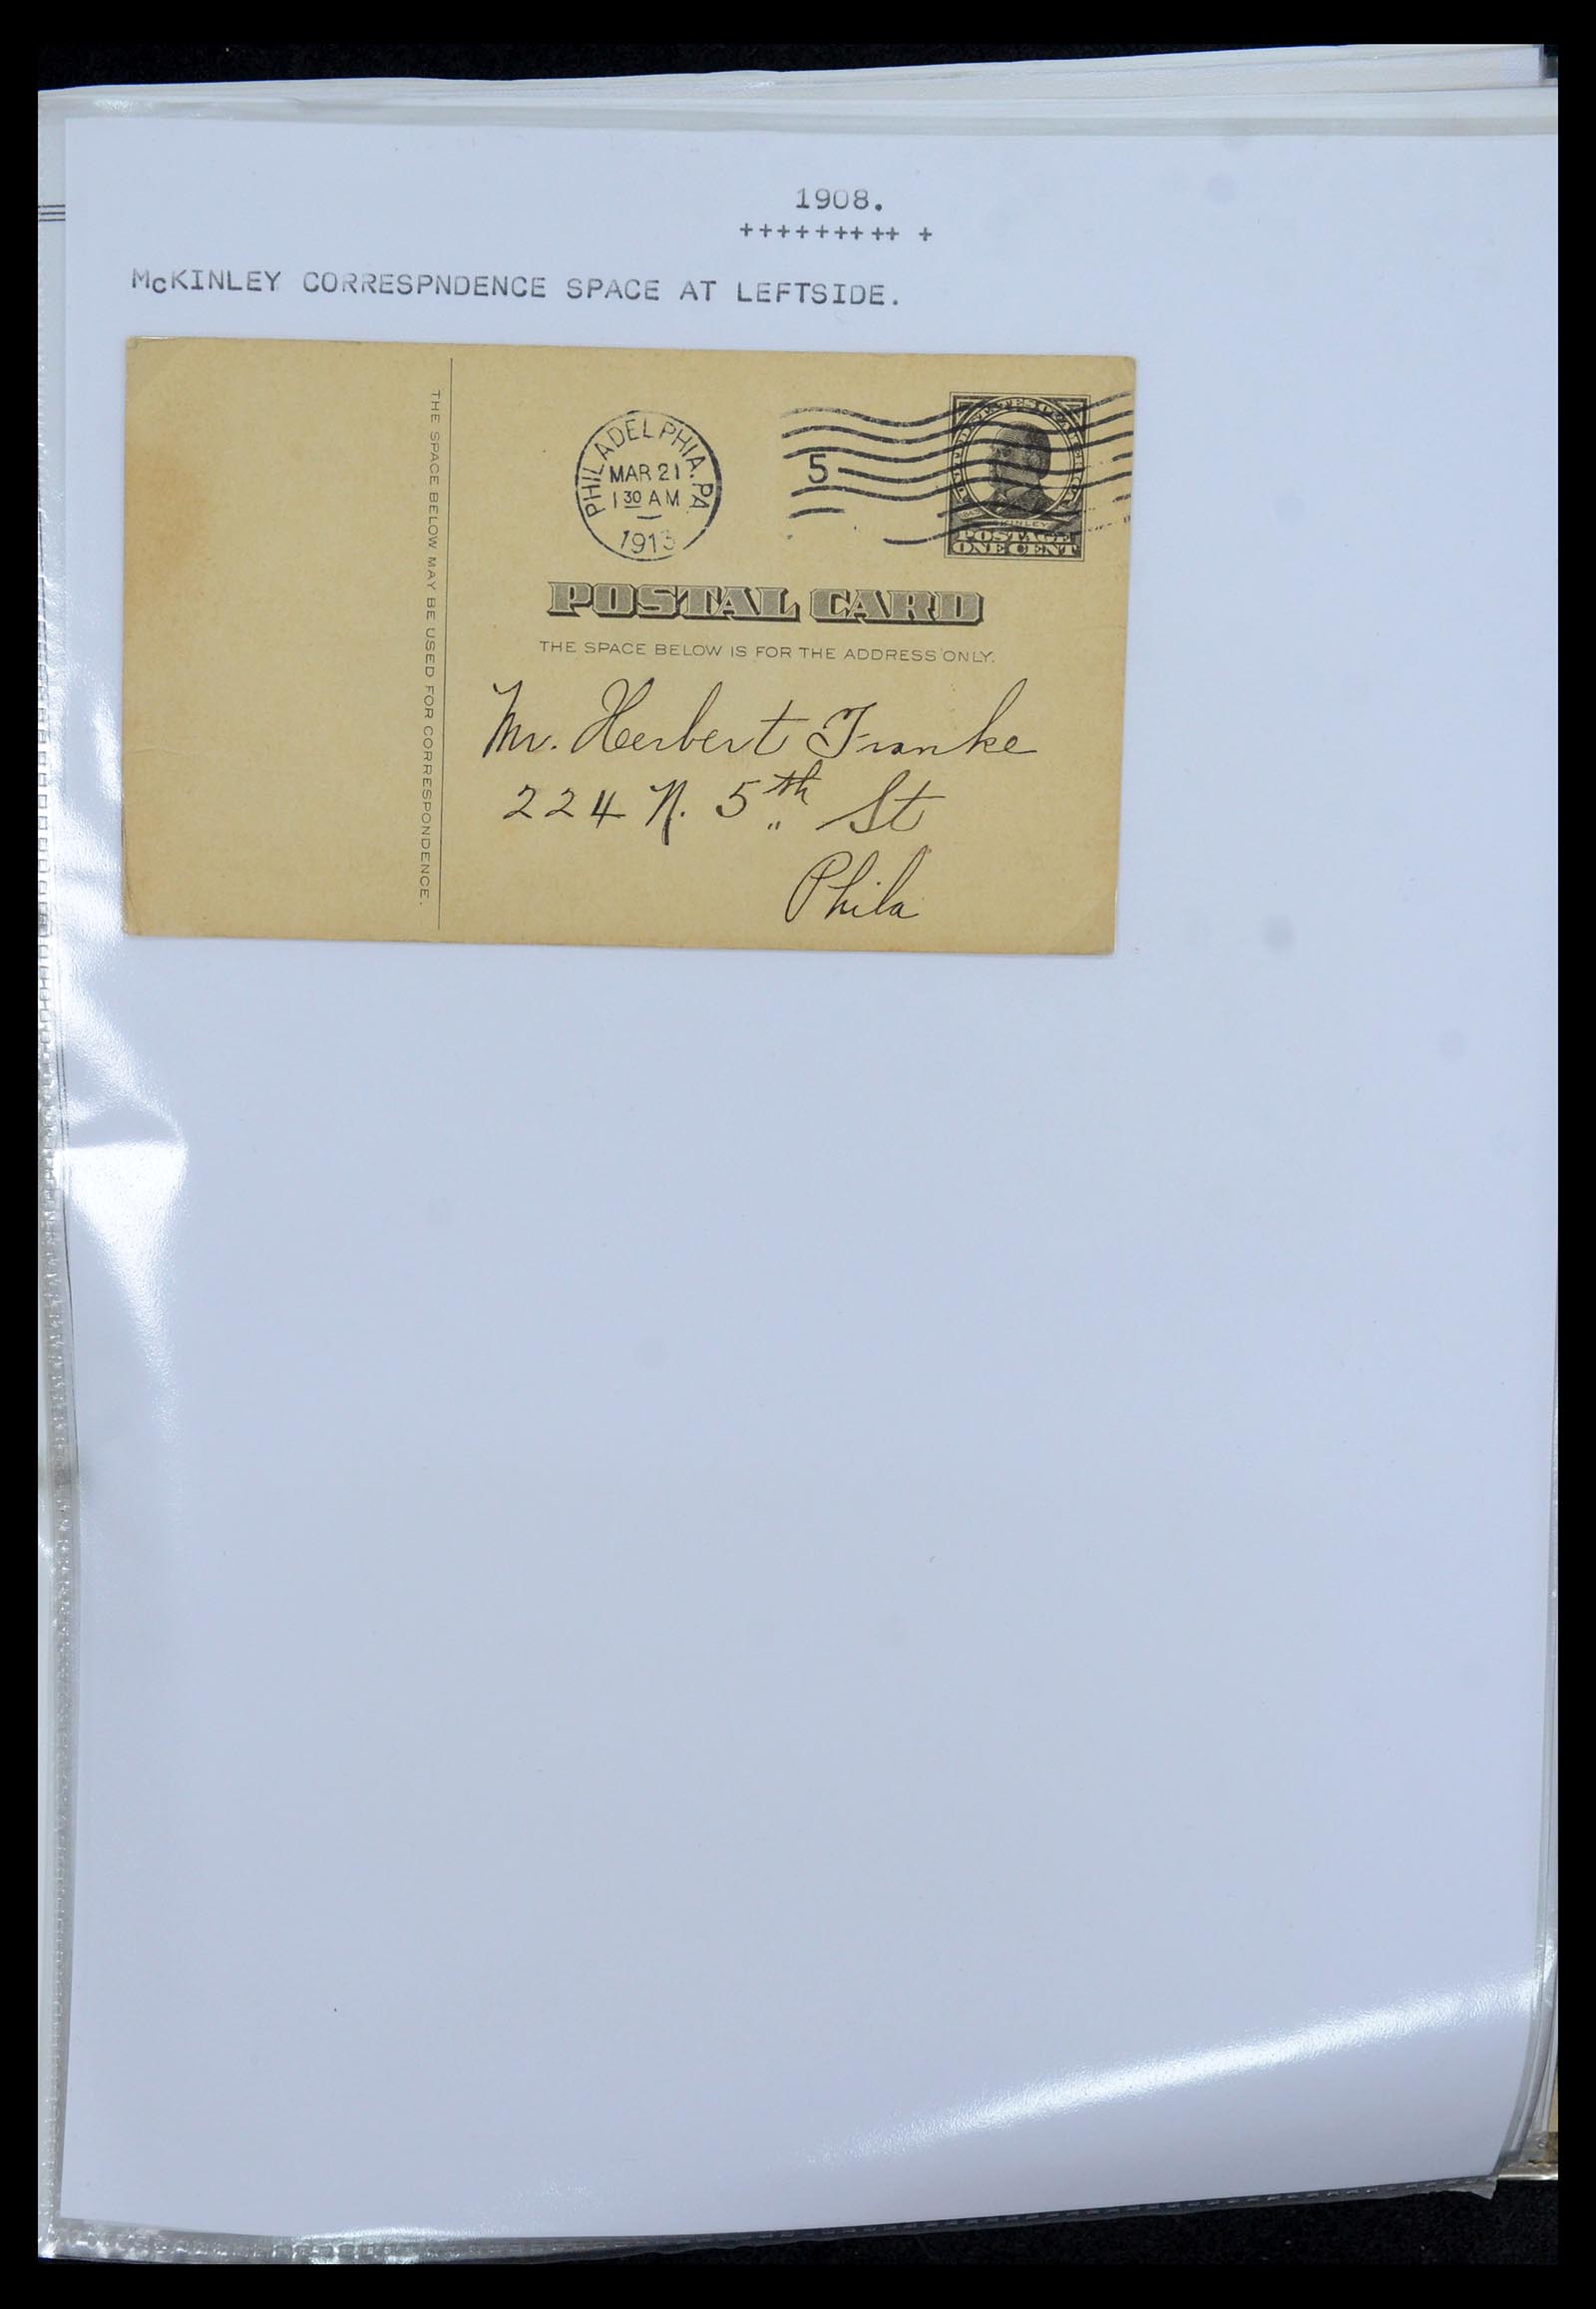 1908.
+++++++++ +
McKINLEY CORRESPNDENCE SPACE AT LEFTSIDE.
THE SPACE BELOW MAY BE USED FOR CORRESPONDENCE.
PHILADELPHIA, PA.
MAR 21
1 30 AM
1913
5
POSTAGE
ONE CENT
POSTAL CARD
THE SPACE BELOW IS FOR THE ADDRESS ONLY.
Mr. Herbert Franke
224 N. 5th St
Phila